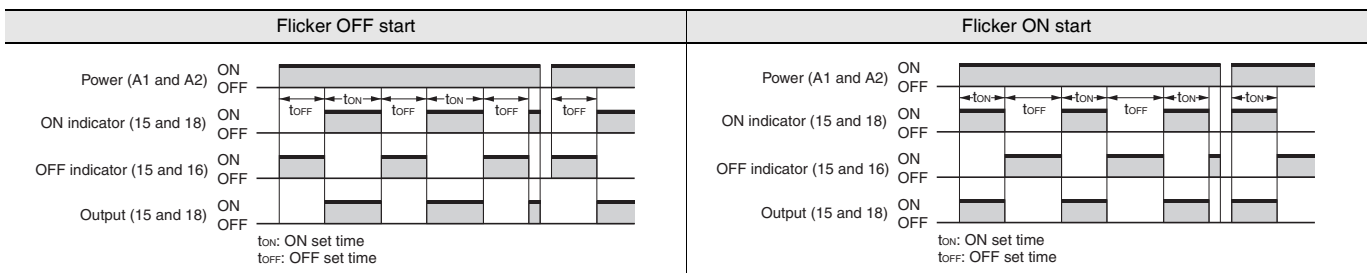 Flicker OFF start
Power (A1 and A2) ON
OFF
tOFF tON tOFF tON tOFF tOFF
ON indicator (15 and 18) ON
OFF
OFF indicator (15 and 16) ON
OFF
Output (15 and 18) ON
OFF
tON: ON set time
tOFF: OFF set time
Flicker ON start
Power (A1 and A2) ON
OFF
tON tOFF tON tOFF tON tON
ON indicator (15 and 18) ON
OFF
OFF indicator (15 and 16) ON
OFF
Output (15 and 18) ON
OFF
tON: ON set time
tOFF: OFF set time